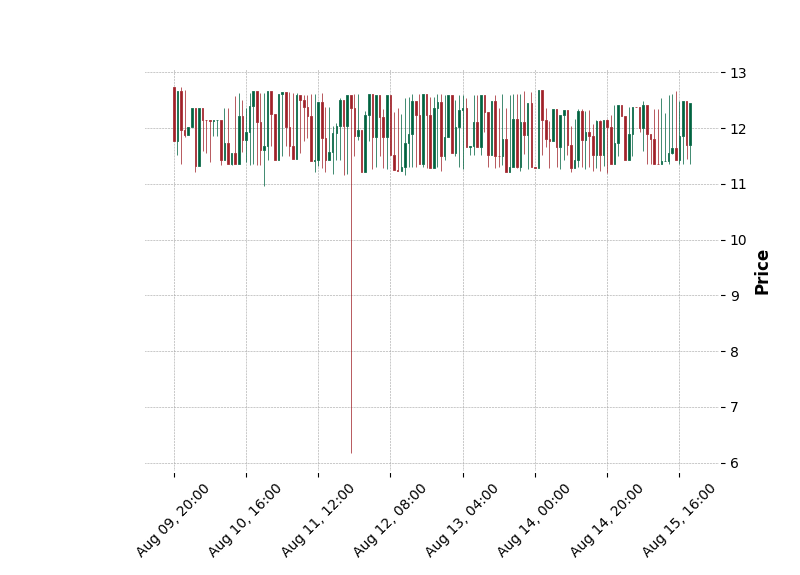 13
12
11
10
9
8
7
6
Price
Aug 09, 20:00
Aug 10, 16:00
Aug 11, 12:00
Aug 12, 08:00
Aug 13, 04:00
Aug 14, 00:00
Aug 14, 20:00
Aug 15, 16:00